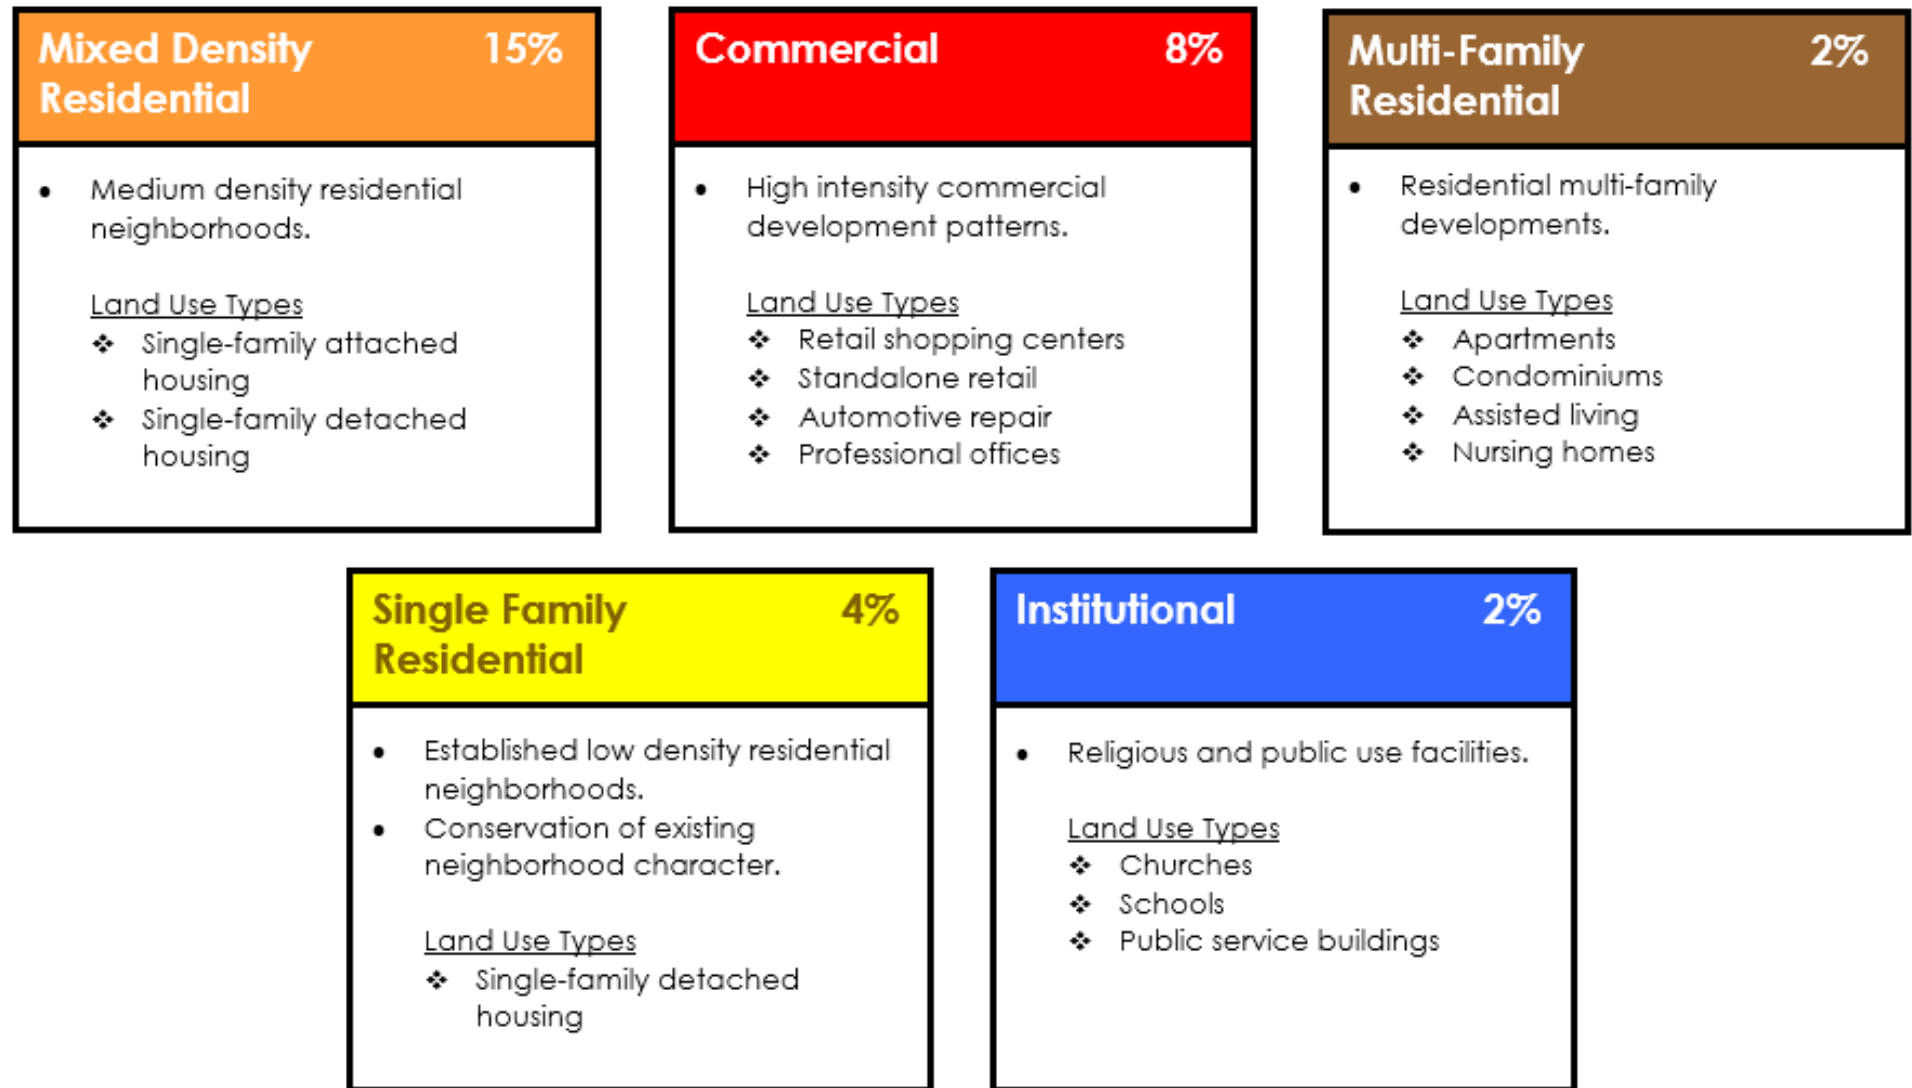 Mixed Density 15%
Residential
• Medium density residential
neighborhoods.
Land Use Types
❖ Single-family attached
housing
❖ Single-family detached
housing
Commercial 8%
• High intensity commercial
development patterns.
Land Use Types
❖ Retail shopping centers
❖ Standalone retail
❖ Automotive repair
❖ Professional offices
Multi-Family 2%
Residential
• Residential multi-family
developments.
Land Use Types
❖ Apartments
❖ Condominiums
❖ Assisted living
❖ Nursing homes
Single Family 4%
Residential
• Established low density residential
neighborhoods.
• Conservation of existing
neighborhood character.
Land Use Types
❖ Single-family detached
housing
Institutional 2%
• Religious and public use facilities.
Land Use Types
❖ Churches
❖ Schools
❖ Public service buildings